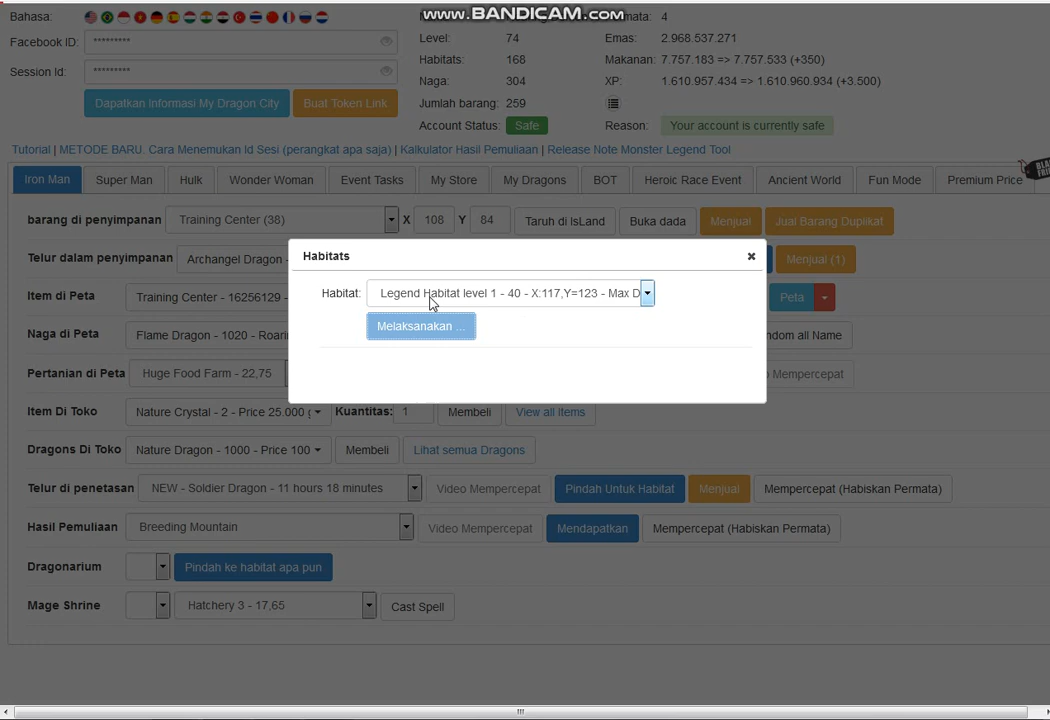 www.BANDICAM.com
Bahasa:
mata: 4
Facebook ID: *********
Level: 74 Emas: 2.968.537.271
Habitats: 168 Makanan: 7.757.183 => 7.757.533 (+350)
Session Id: *********
Naga: 304 XP: 1.610.957.434 => 1.610.960.934 (+3.500)
Dapatkan Informasi My Dragon City Buat Token Link
Jumlah barang: 259
Account Status: Safe Reason: Your account is currently safe
Tutorial | METODE BARU. Cara Menemukan Id Sesi (perangkat apa saja) | Kalkulator Hasil Pemuliaan | Release Note Monster Legend Tool
Iron Man Super Man Hulk Wonder Woman Event Tasks My Store My Dragons BOT Heroic Race Event Ancient World Fun Mode Premium Price
BLA
FRI
barang di penyimpanan Training Center (38) X 108 Y 84 Taruh di IsLand Buka dada Menjual Jual Barang Duplikat
Telur dalam penyimpanan Archangel Dragon - Menjual (1)
Habitats
Habitat: Legend Habitat level 1 - 40 - X:117,Y=123 - Max D
Melaksanakan ...
Item di Peta Training Center - 16256129 - Peta
Naga di Peta Flame Dragon - 1020 - Roarin ndom all Name
Pertanian di Peta Huge Food Farm - 22,75 o Mempercepat
Item Di Toko Nature Crystal - 2 - Price 25.000 g Kuantitas: 1 Membeli View all Items
Dragons Di Toko Nature Dragon - 1000 - Price 100 Membeli Lihat semua Dragons
Telur di penetasan NEW - Soldier Dragon - 11 hours 18 minutes Video Mempercepat Pindah Untuk Habitat Menjual Mempercepat (Habiskan Permata)
Hasil Pemuliaan Breeding Mountain Video Mempercepat Mendapatkan Mempercepat (Habiskan Permata)
Dragonarium Pindah ke habitat apa pun
Mage Shrine Hatchery 3 - 17,65 Cast Spell